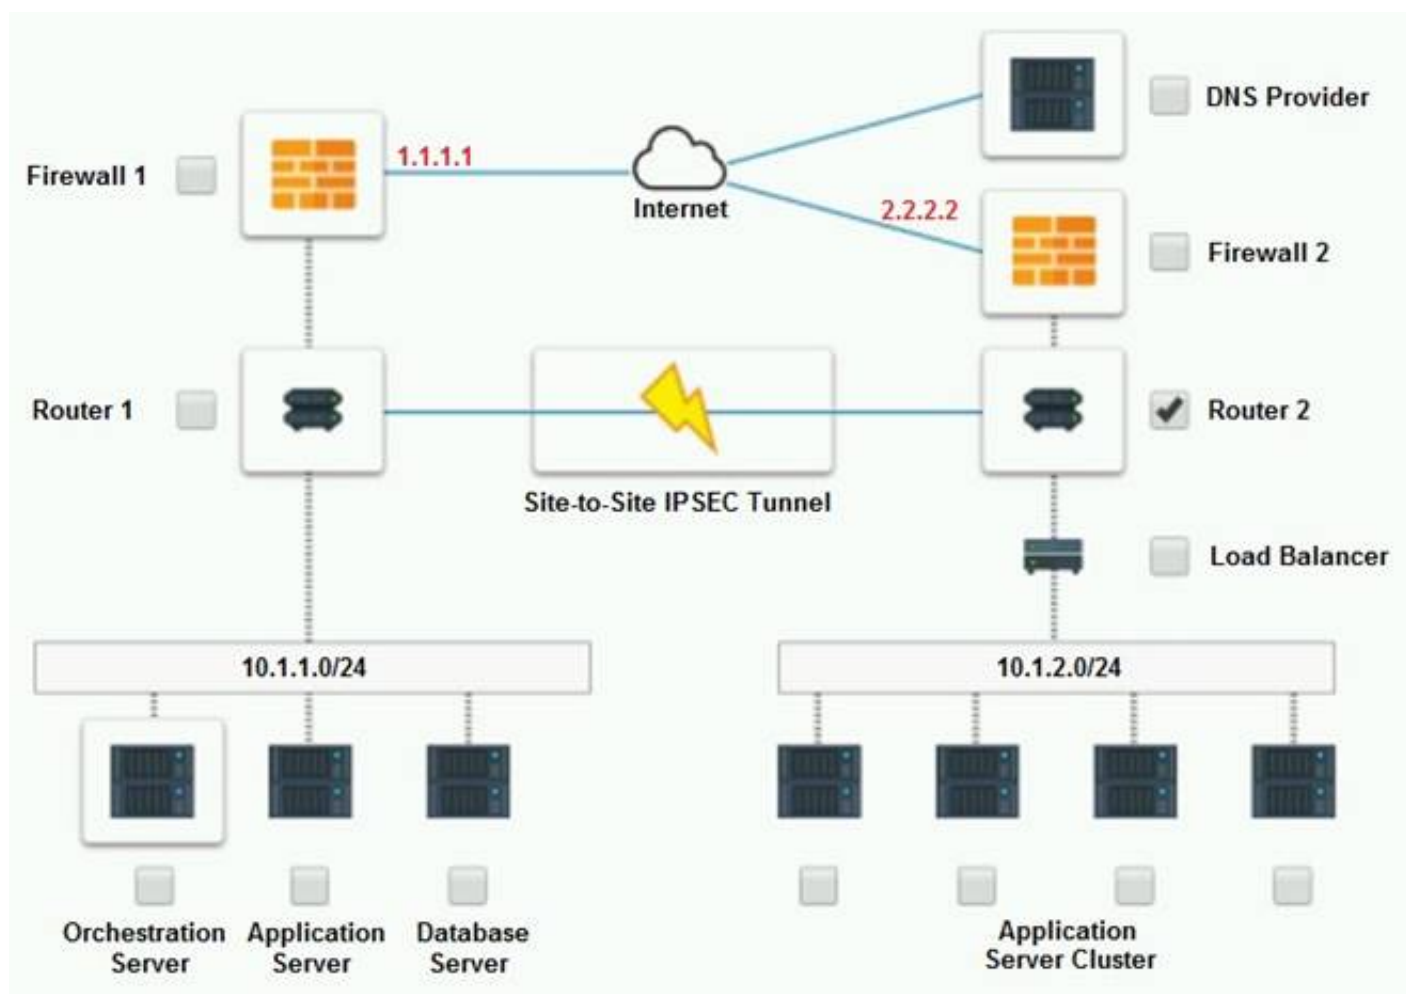 DNS Provider
1.1.1.1
Firewall 1
Internet
2.2.2.2
Firewall 2
Router 1
Router 2
Site-to-Site IPSEC Tunnel
Load Balancer
10.1.1.0/24
10.1.2.0/24
Orchestration
Server
Application
Server
Database
Server
Application
Server Cluster